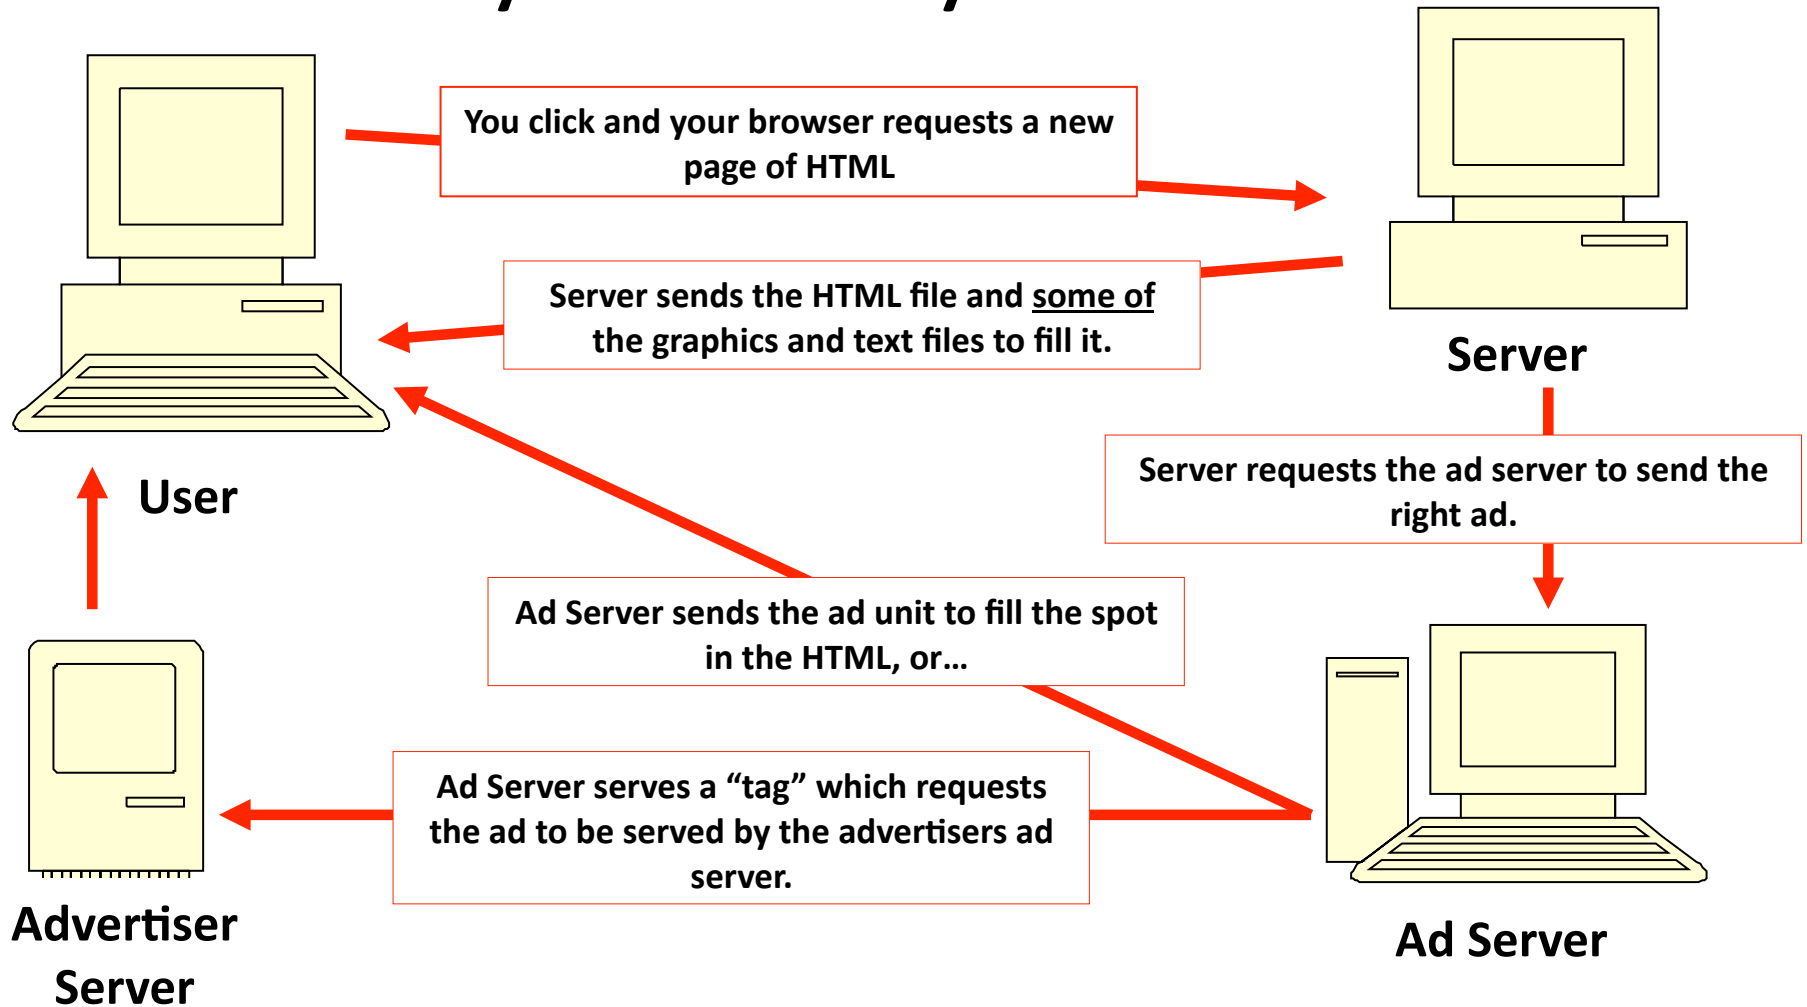 You click and your browser requests a new
page of HTML
Server sends the HTML file and some of
the graphics and text files to fill it.
Server
User
Server requests the ad server to send the
right ad.
Ad Server sends the ad unit to fill the spot
in the HTML, or…
Ad Server serves a “tag” which requests
the ad to be served by the advertisers ad
server.
Advertiser
Server
Ad Server